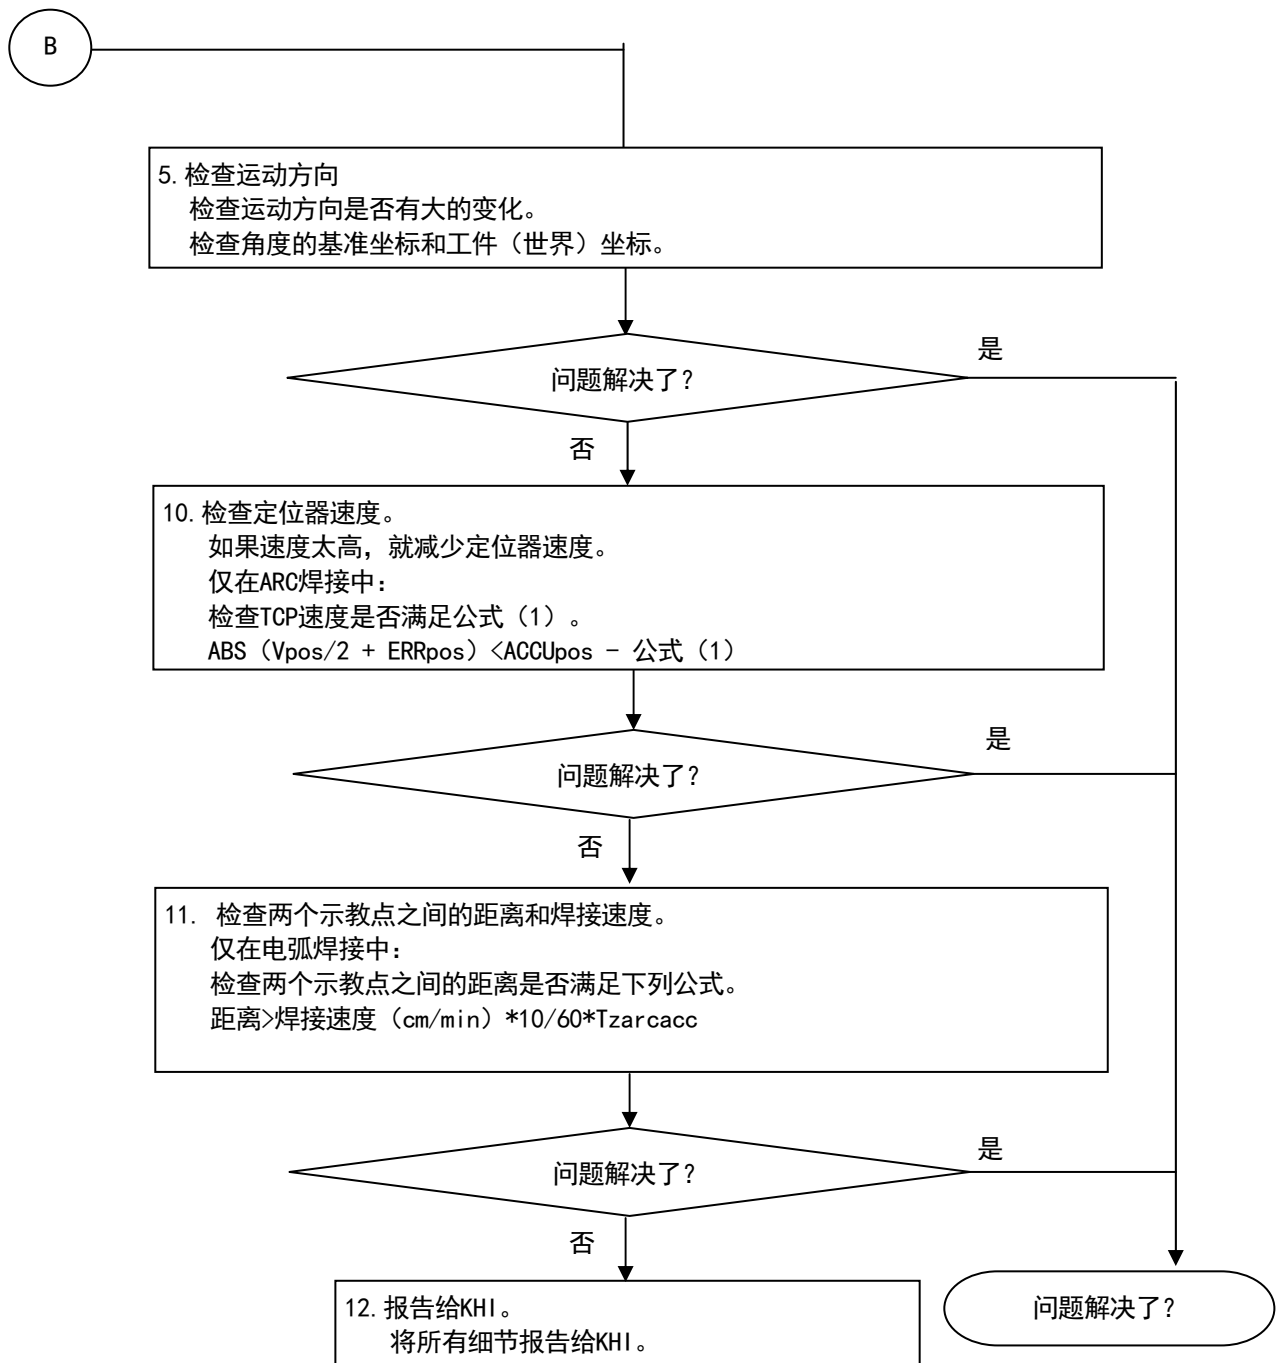 B
5.检查运动方向
检查运动方向是否有大的变化。
检查角度的基准坐标和工件（世界）坐标。
是
问题解决了?
否
10.检查定位器速度。
如果速度太高，就减少定位器速度。
仅在ARC焊接中：
检查TCP速度是否满足公式（1）。
ABS（Vpos/2 + ERRpos）<ACCUpos - 公式（1）
是
问题解决了?
否
11. 检查两个示教点之间的距离和焊接速度。
仅在电弧焊接中：
检查两个示教点之间的距离是否满足下列公式。
距离>焊接速度（cm/min）*10/60*Tzarcacc
是
问题解决了?
否
12.报告给KHI。
将所有细节报告给KHI。
问题解决了?